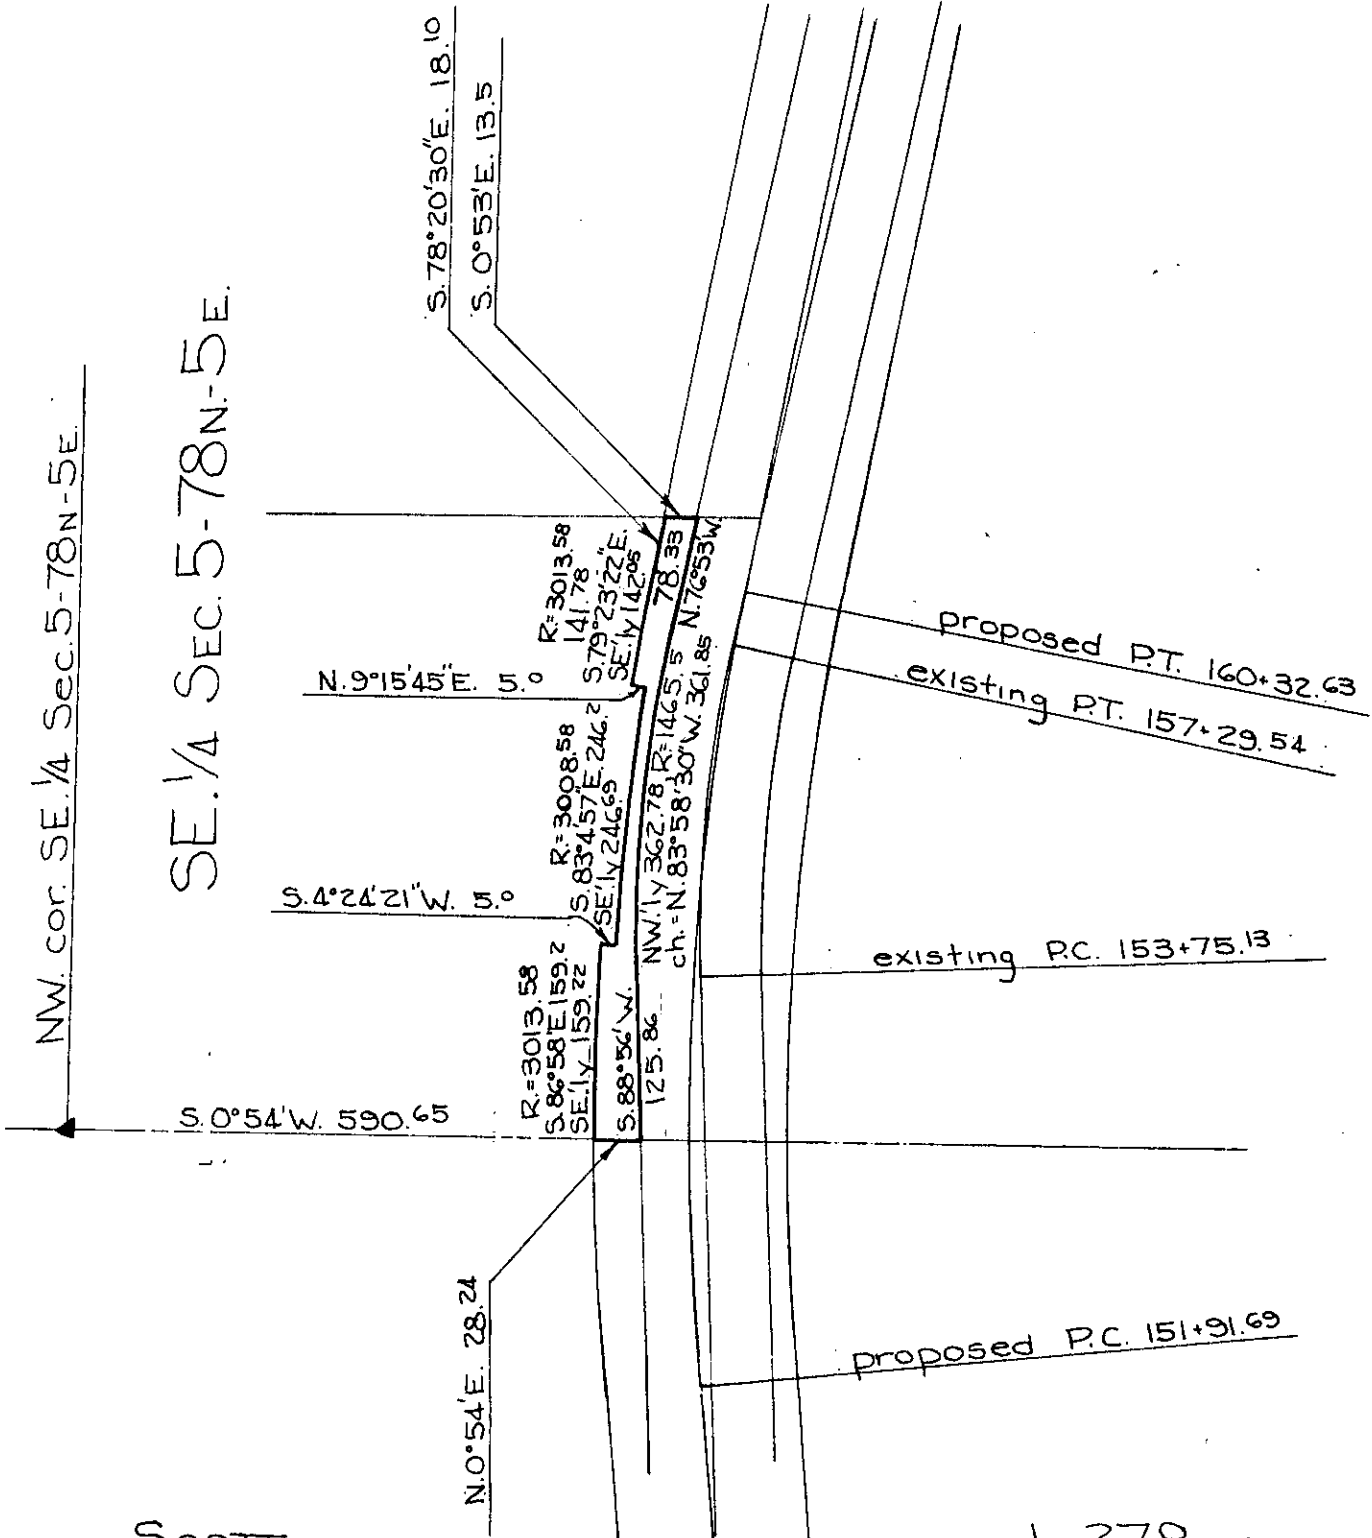 NW. cor. SE.1/4 Sec.5-78N-5E.
SE.1/4 SEC.5-78N.-5E.
S.78°20'30"E. 18.10
S.0°53'E. 13.5
S.0°54'W. 590.65
N.0°54'E. 28.24
R.=3013.58
S.86°58'E.159.2
SE.'ly 159.22
S.88°56'W.
125.86
S.4°24'21"W. 5.0
R.=3008.58
S.83°4'57"E.246.2
SE.'ly 246.69
N.9°15'45"E. 5.0
R.=3013.58
141.78
S.79°23'22"E.
SE.'ly 142.05
78.33
N.76°53'W.
NW.'ly 362.78 R=1465.5
ch.=N.83°58'30"W.361.85
proposed P.T. 160+32.63
existing P.T. 157+29.54
existing P.C. 153+75.13
proposed P.C. 151+91.69